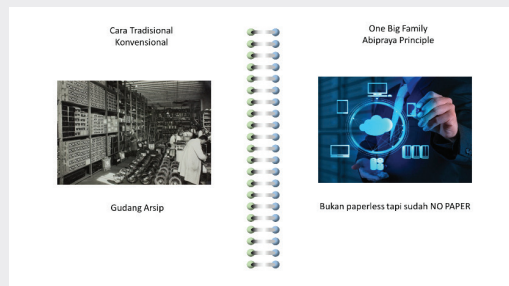 Cara Tradisional
Konvensional
Gudang Arsip
One Big Family
Abipraya Principle
Bukan paperless tapi sudah NO PAPER